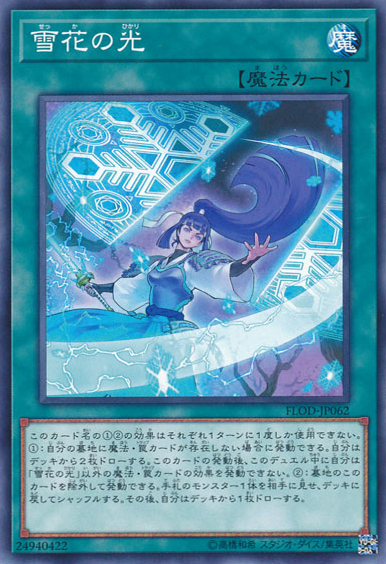 雪花の光
魔
【魔法カード】
FLOD-JP062
このカード名の①②の効果はそれぞれ1ターンに1度しか使用できない。
①:自分の墓地に魔法・罠カードが存在しない場合に発動できる。自分は
デッキから2枚ドローする。このカードの発動後、このデュエル中に自分は
「雪花の光」以外の魔法・罠カードの効果を発動できない。②:墓地のこの
カードを除外して発動できる。手札のモンスター1体を相手に見せ、デッキに
戻してシャッフルする。その後、自分はデッキから1枚ドローする。
24940422
©高橋和希 スタジオ・ダイス/集英社